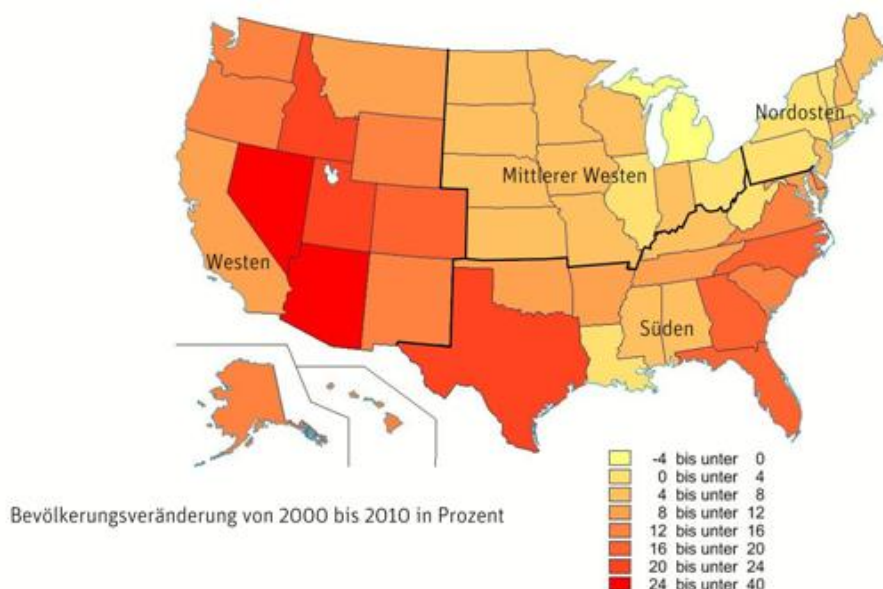 Nordosten
Mittlerer Westen
Westen
Süden
Bevölkerungsveränderung von 2000 bis 2010 in Prozent
-4 bis unter 0
0 bis unter 4
4 bis unter 8
8 bis unter 12
12 bis unter 16
16 bis unter 20
20 bis unter 24
24 bis unter 40